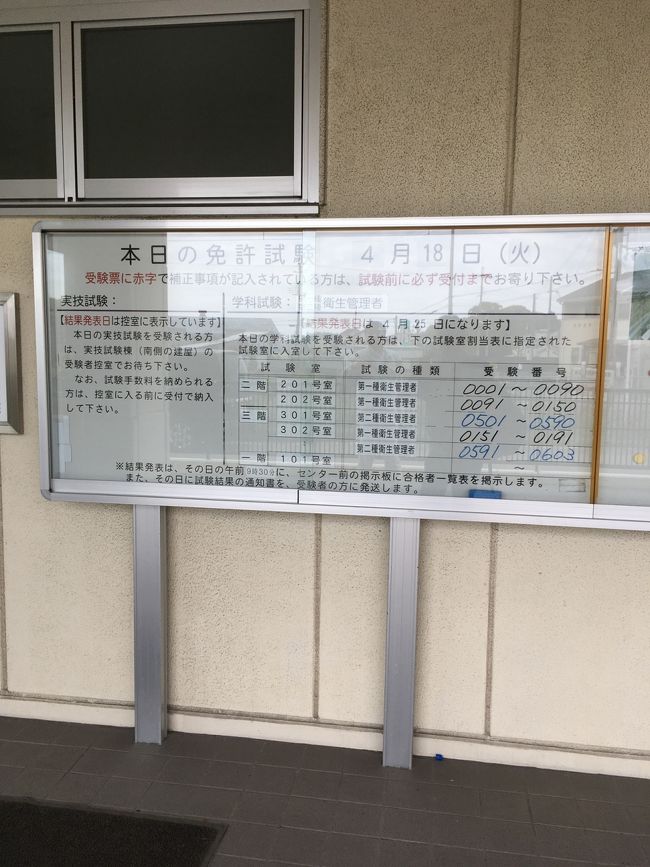 本日の免許試験　4月18日（火）
受験票に赤字で補正事項が記入されている方は、試験前に必ず受付までお寄り下さい。
実技試験：
【結果発表日は控室に表示しています】
本日の実技試験を受験される方
は、実技試験棟（南側の建屋）の
受験者控室でお待ち下さい。
なお、試験手数料を納められる
方は、控室に入る前に受付で納入
して下さい。
学科試験：　種衛生管理者
【結果発表日は　4月25日になります】
本日の学科試験を受験される方は、下の試験室割当表に指定された
試験室に入室して下さい。
試験室　試験の種類　受験番号
二階　201号室　第一種衛生管理者　0001～0090
202号室　第一種衛生管理者　0091～0150
三階　301号室　第二種衛生管理者　0501～0590
302号室　第一種衛生管理者　0151～0191
第二種衛生管理者　0591～0603
一階　101号室　～
※結果発表は、その日の午前9時30分に、センター前の掲示板に合格者一覧表を掲示します。
また、その日に試験結果の通知書を、受験者の方に発送します。